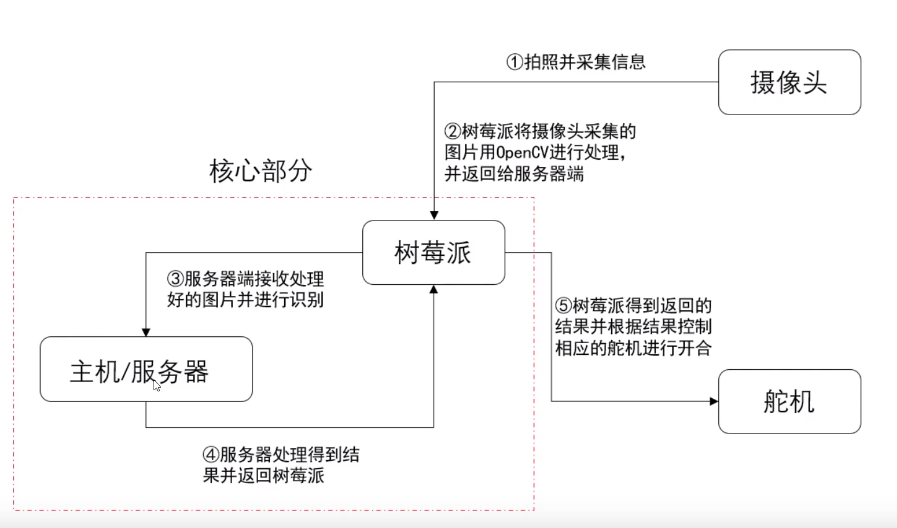 ①拍照并采集信息
摄像头
②树莓派将摄像头采集的
图片用OpenCV进行处理，
并返回给服务器端
核心部分
树莓派
③服务器端接收处理
好的图片并进行识别
主机/服务器
④服务器处理得到结
果并返回树莓派
⑤树莓派得到返回的
结果并根据结果控制
相应的舵机进行开合
舵机